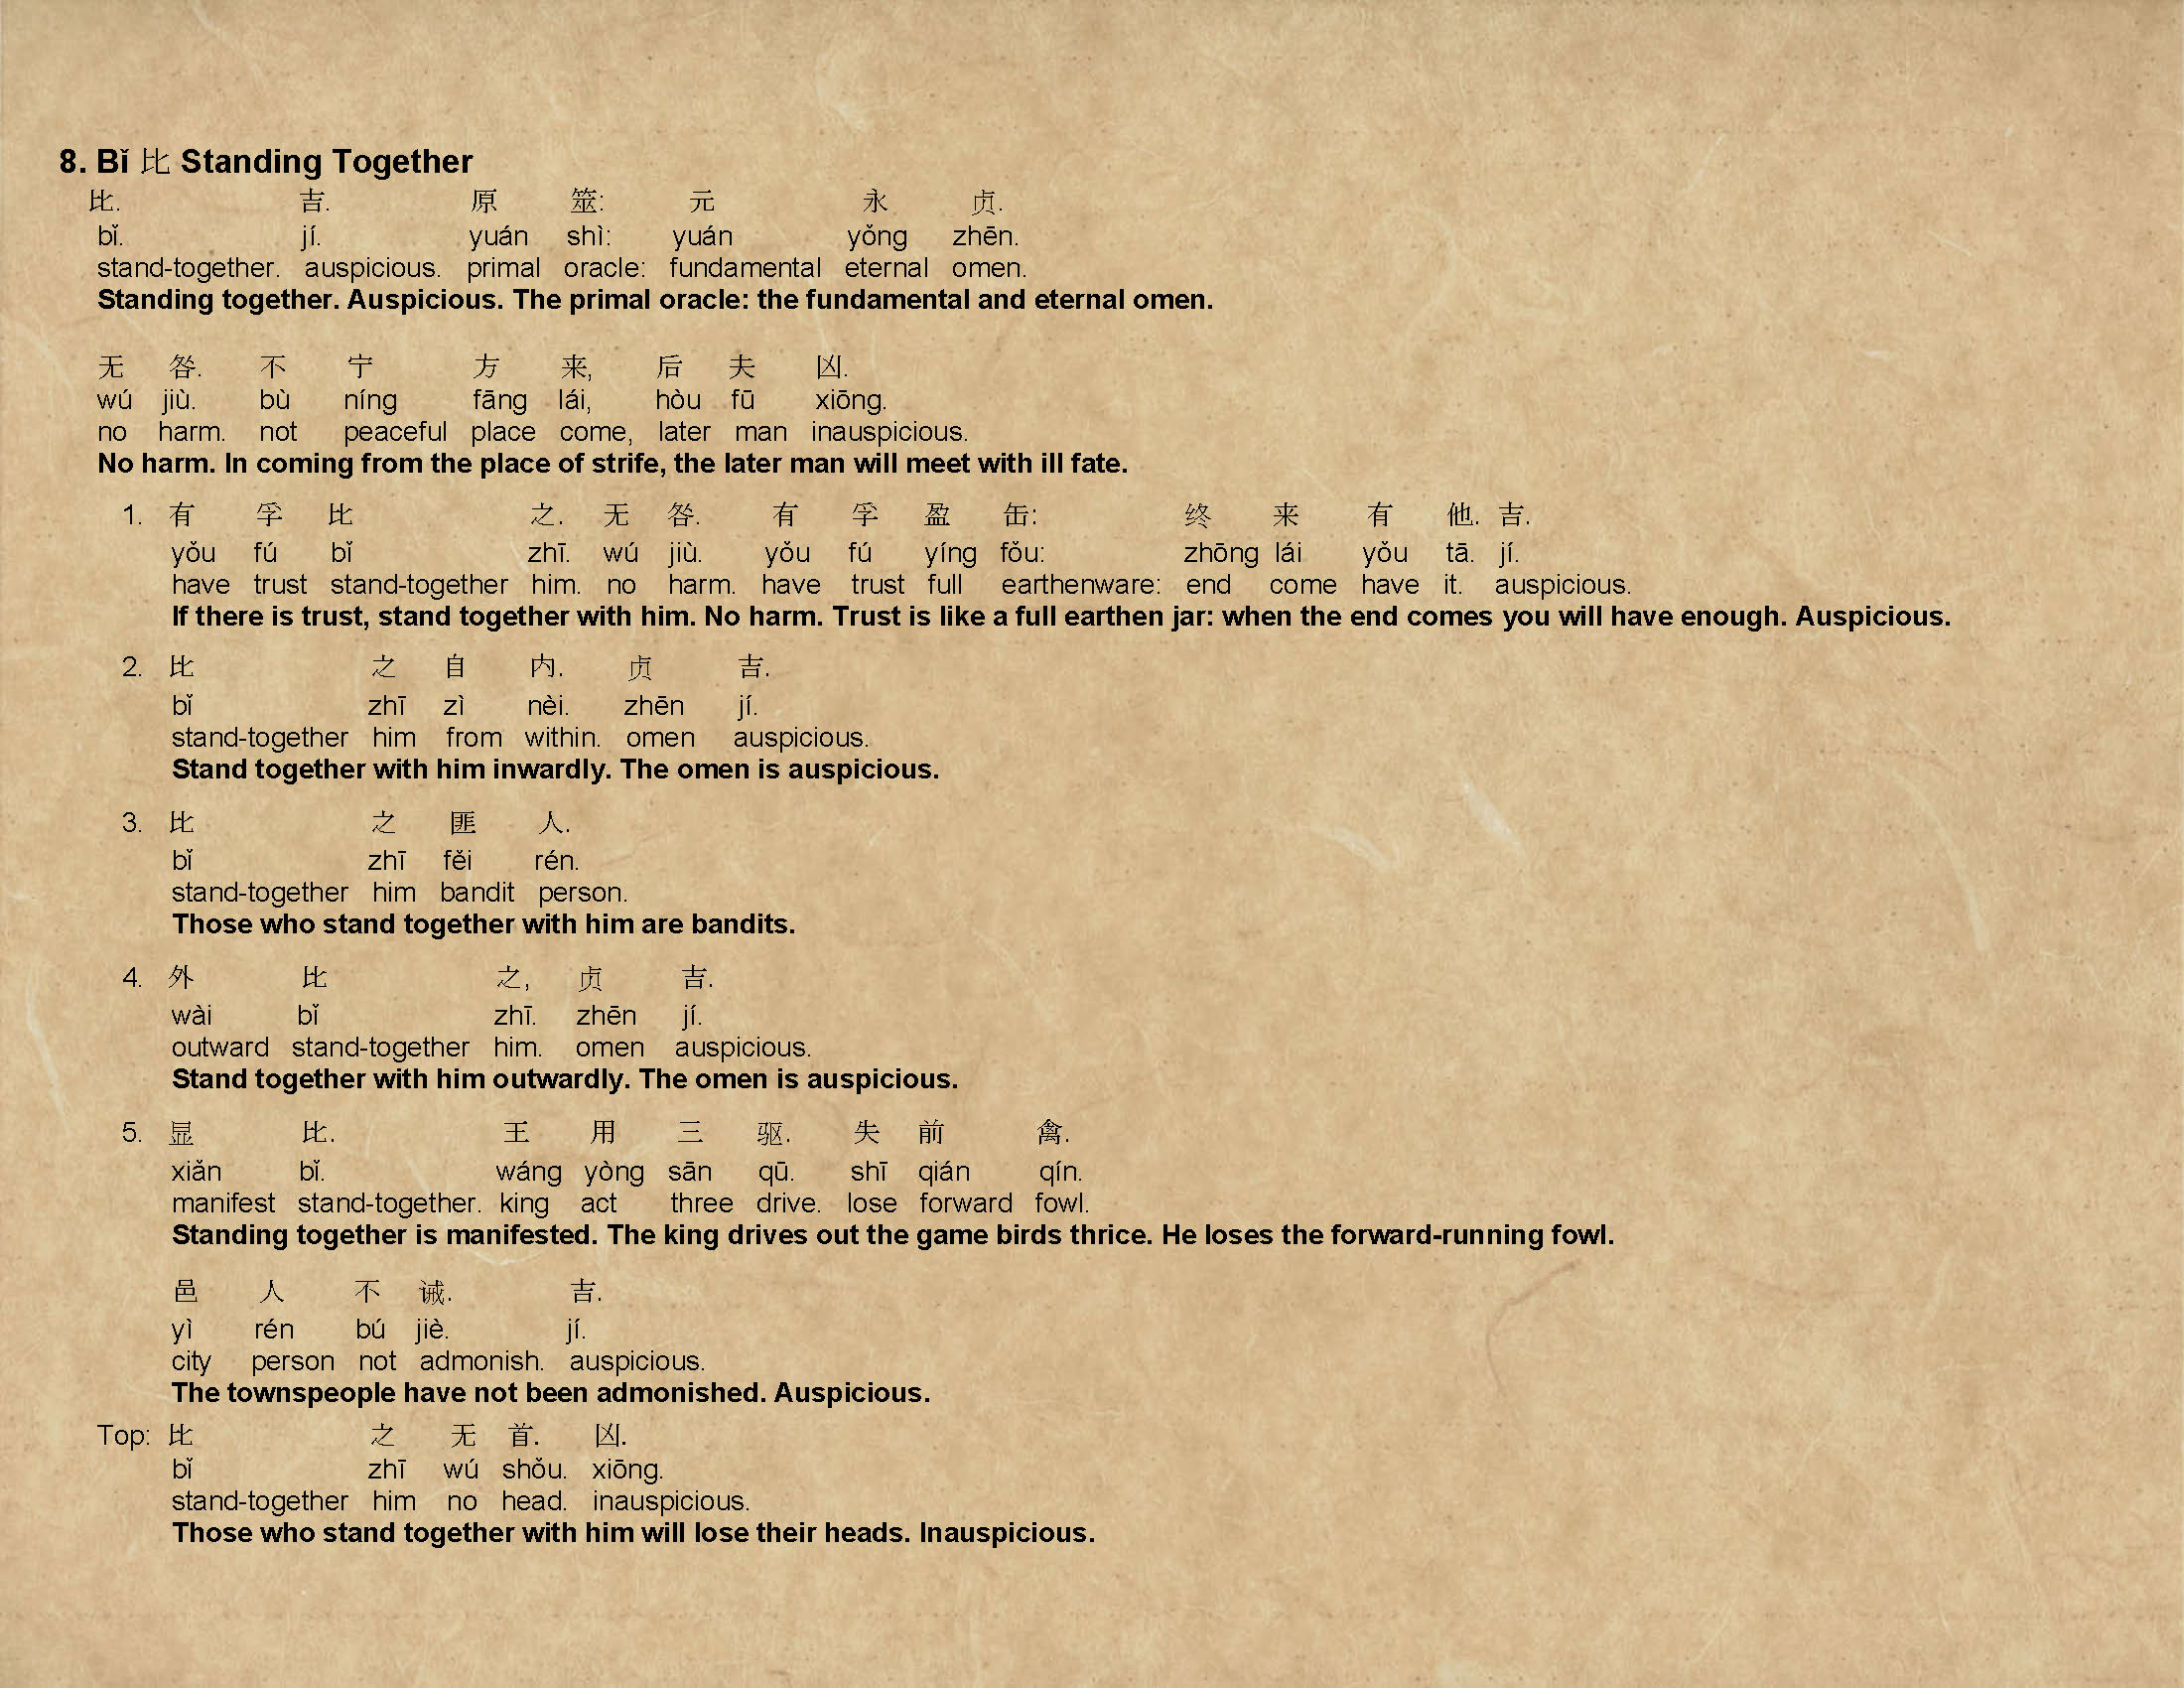 8. Bǐ 比 Standing Together
比. 吉. 原 筮: 元 永 贞.
bǐ. jí. yuán shì: yuán yǒng zhēn.
stand-together. auspicious. primal oracle: fundamental eternal omen.
Standing together. Auspicious. The primal oracle: the fundamental and eternal omen.
无 咎. 不 宁 方 来, 后 夫 凶.
wú jiù. bù níng fāng lái, hòu fū xiōng.
no harm. not peaceful place come, later man inauspicious.
No harm. In coming from the place of strife, the later man will meet with ill fate.
1. 有 孚 比 之. 无 咎. 有 孚 盈 缶: 终 来 有 他. 吉.
yǒu fú bǐ zhī. wú jiù. yǒu fú yíng fǒu: zhōng lái yǒu tā. jí.
have trust stand-together him. no harm. have trust full earthenware: end come have it. auspicious.
If there is trust, stand together with him. No harm. Trust is like a full earthen jar: when the end comes you will have enough. Auspicious.
2. 比 之 自 内. 贞 吉.
bǐ zhī zì nèi. zhēn jí.
stand-together him from within. omen auspicious.
Stand together with him inwardly. The omen is auspicious.
3. 比 之 匪 人.
bǐ zhī fěi rén.
stand-together him bandit person.
Those who stand together with him are bandits.
4. 外 比 之, 贞 吉.
wài bǐ zhī. zhēn jí.
outward stand-together him. omen auspicious.
Stand together with him outwardly. The omen is auspicious.
5. 显 比. 王 用 三 驱. 失 前 禽.
xiǎn bǐ. wáng yòng sān qū. shī qián qín.
manifest stand-together. king act three drive. lose forward fowl.
Standing together is manifested. The king drives out the game birds thrice. He loses the forward-running fowl.
邑 人 不 诫. 吉.
yì rén bú jiè. jí.
city person not admonish. auspicious.
The townspeople have not been admonished. Auspicious.
Top: 比 之 无 首. 凶.
bǐ zhī wú shǒu. xiōng.
stand-together him no head. inauspicious.
Those who stand together with him will lose their heads. Inauspicious.